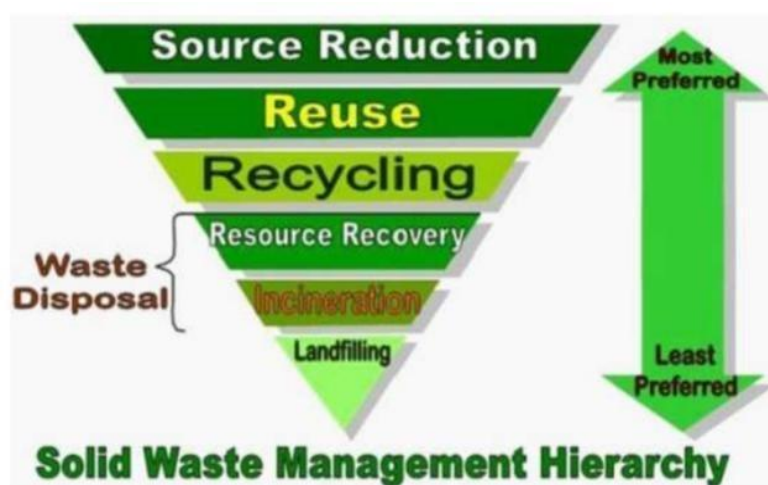 Source Reduction
Most
Preferred
Reuse
Recycling
Resource Recovery
Waste
Disposal
Incineration
Landfilling
Least
Preferred
Solid Waste Management Hierarchy